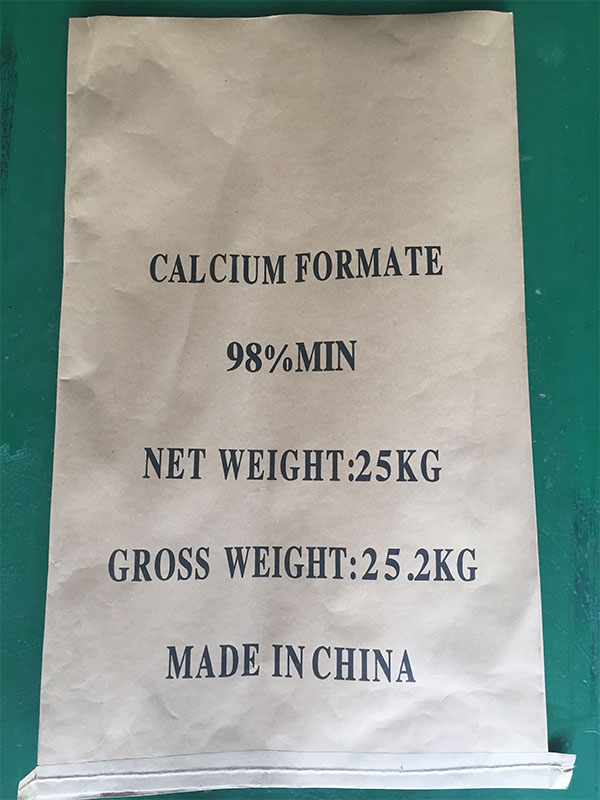 CALCIUM FORMATE
98%MIN
NET WEIGHT:25KG
GROSS WEIGHT:25.2KG
MADE IN CHINA